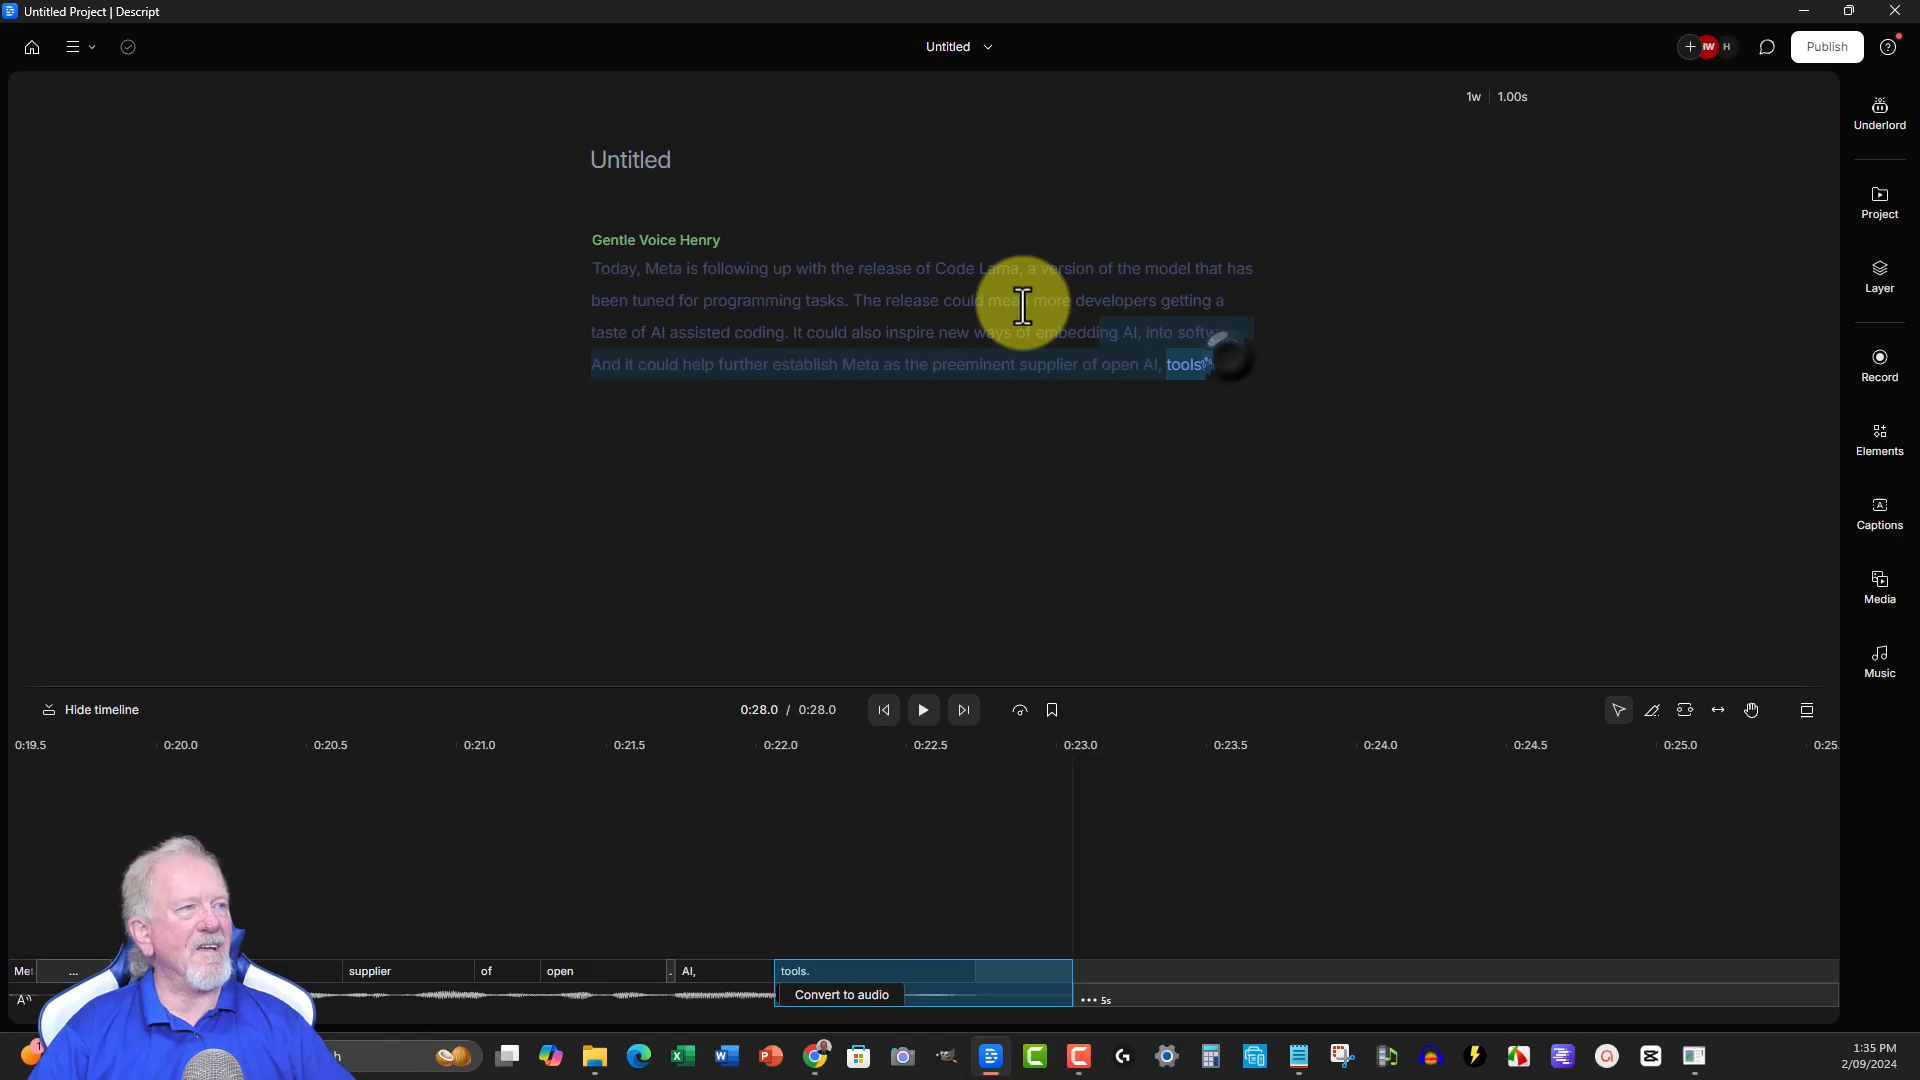 Untitled Project | Descript
Untitled
HW
H
Publish
1w
1.00s
Untitled
Gentle Voice Henry
Today, Meta is following up with the release of Code Lama, a version of the model that has
been tuned for programming tasks. The release could mean more developers getting a
taste of AI assisted coding. It could also inspire new ways of embedding AI, into softw
And it could help further establish Meta as the preeminent supplier of open AI, tools
Underlord
Project
Layer
Record
Elements
Captions
Media
Music
Hide timeline
0:28.0 / 0:28.0
0:19.5
0:20.0
0:20.5
0:21.0
0:21.5
0:22.0
0:22.5
0:23.0
0:23.5
0:24.0
0:24.5
0:25.0
0:25.
Met
...
supplier
of
open
.
AI,
tools.
Convert to audio
••• 5s
1:35 PM
2/09/2024